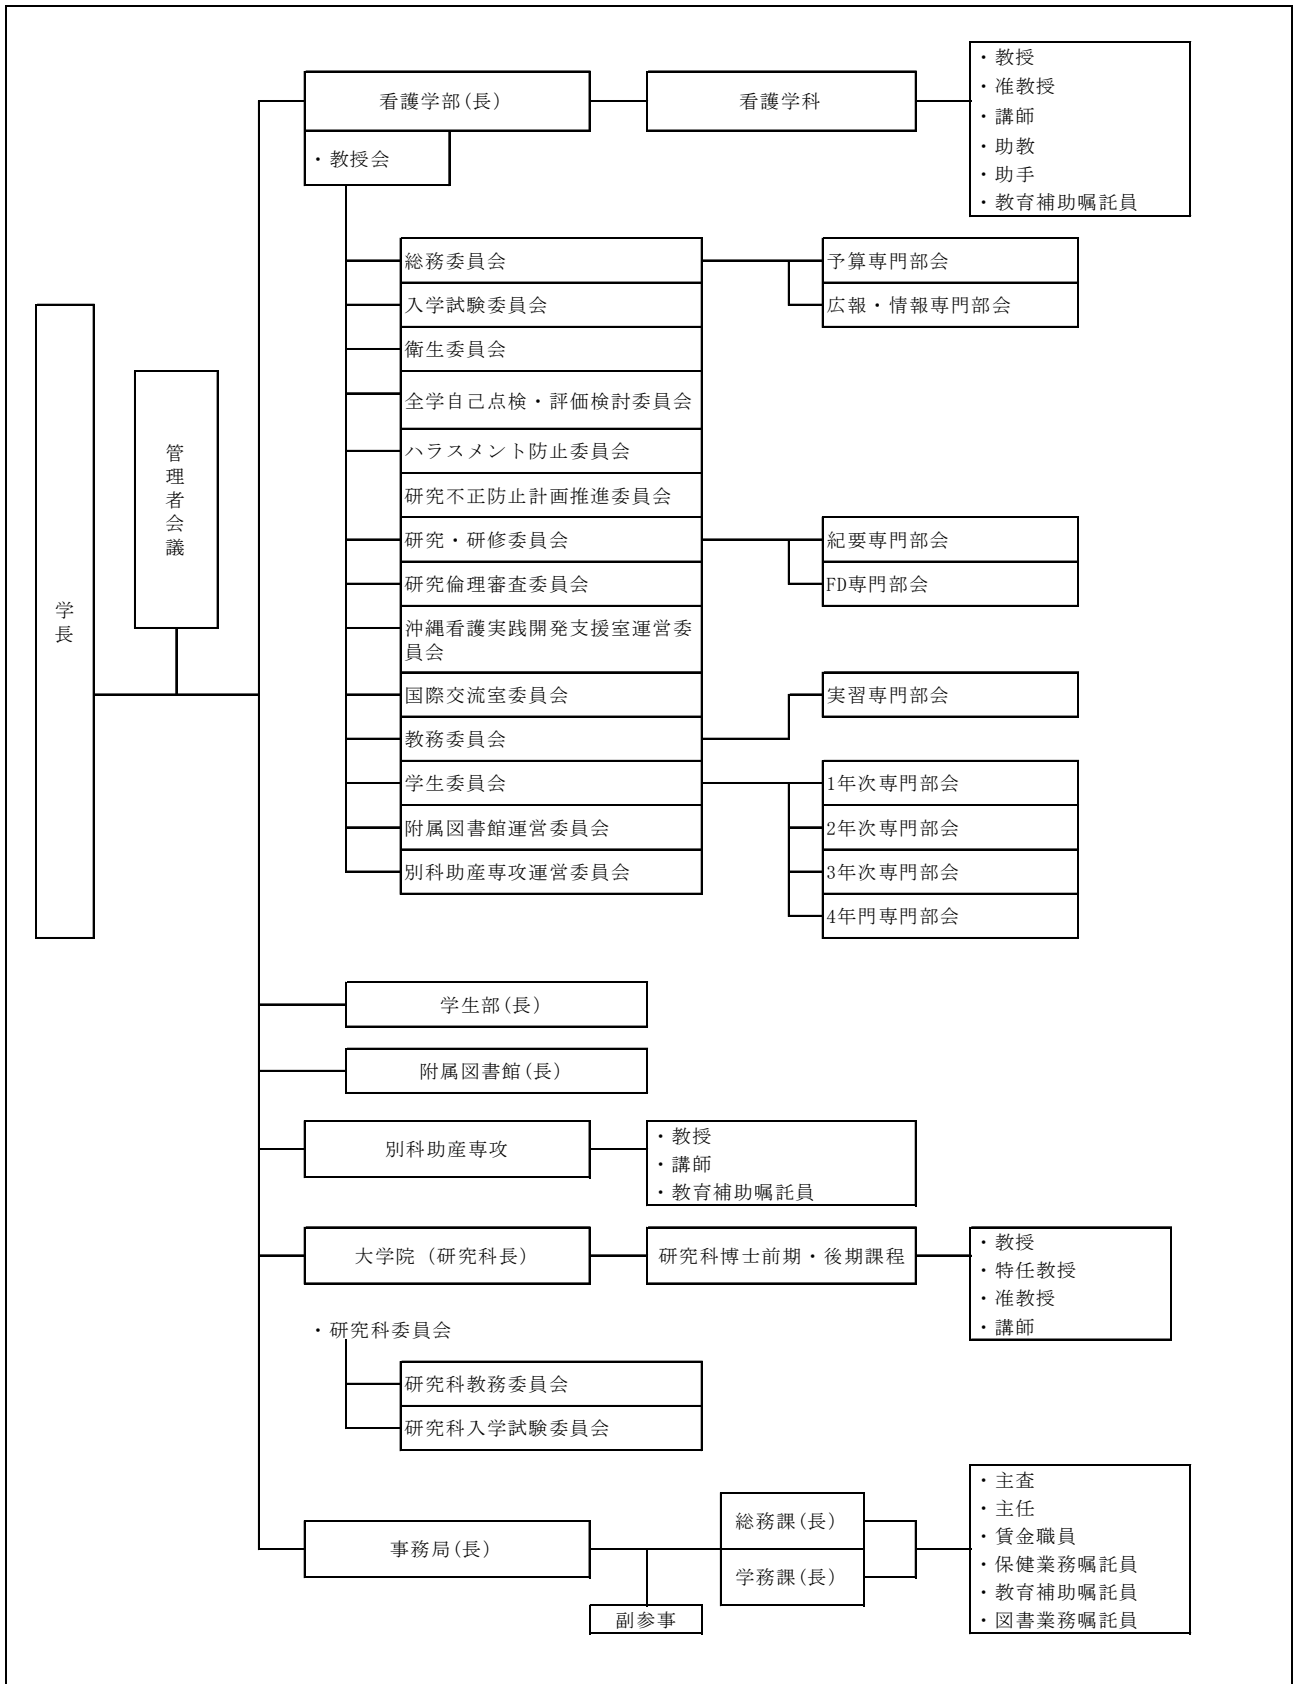 学長
管理者会議
看護学部(長)
・教授会
看護学科
・教授
・准教授
・講師
・助教
・助手
・教育補助嘱託員
総務委員会
入学試験委員会
衛生委員会
全学自己点検・評価検討委員会
ハラスメント防止委員会
研究不正防止計画推進委員会
研究・研修委員会
研究倫理審査委員会
沖縄看護実践開発支援室運営委
員会
国際交流室委員会
教務委員会
学生委員会
附属図書館運営委員会
別科助産専攻運営委員会
予算専門部会
広報・情報専門部会
紀要専門部会
FD専門部会
実習専門部会
1年次専門部会
2年次専門部会
3年次専門部会
4年門専門部会
学生部(長)
附属図書館(長)
別科助産専攻
・教授
・講師
・教育補助嘱託員
大学院（研究科長）
研究科博士前期・後期課程
・教授
・特任教授
・准教授
・講師
・研究科委員会
研究科教務委員会
研究科入学試験委員会
事務局(長)
副参事
総務課(長)
学務課(長)
・主査
・主任
・賃金職員
・保健業務嘱託員
・教育補助嘱託員
・図書業務嘱託員